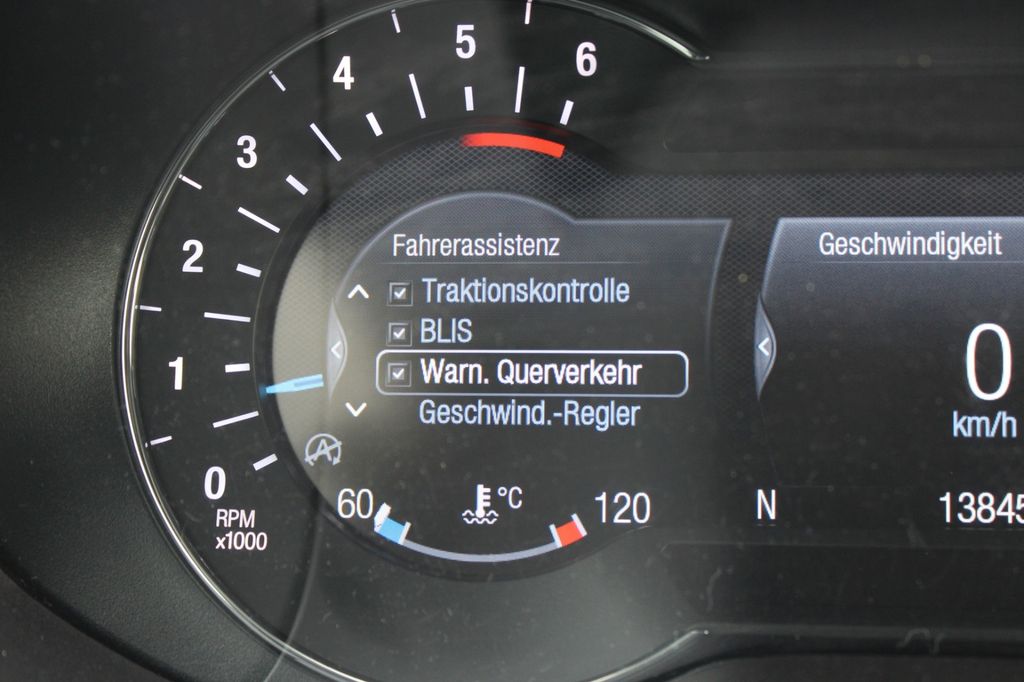 6
5
4
3
2
1
0
RPM
x1000
Fahrerassistenz
Traktionskontrolle
BLIS
Warn. Querverkehr
Geschwind.-Regler
A
60
°C
120
Geschwindigkeit
0
km/h
N
13845